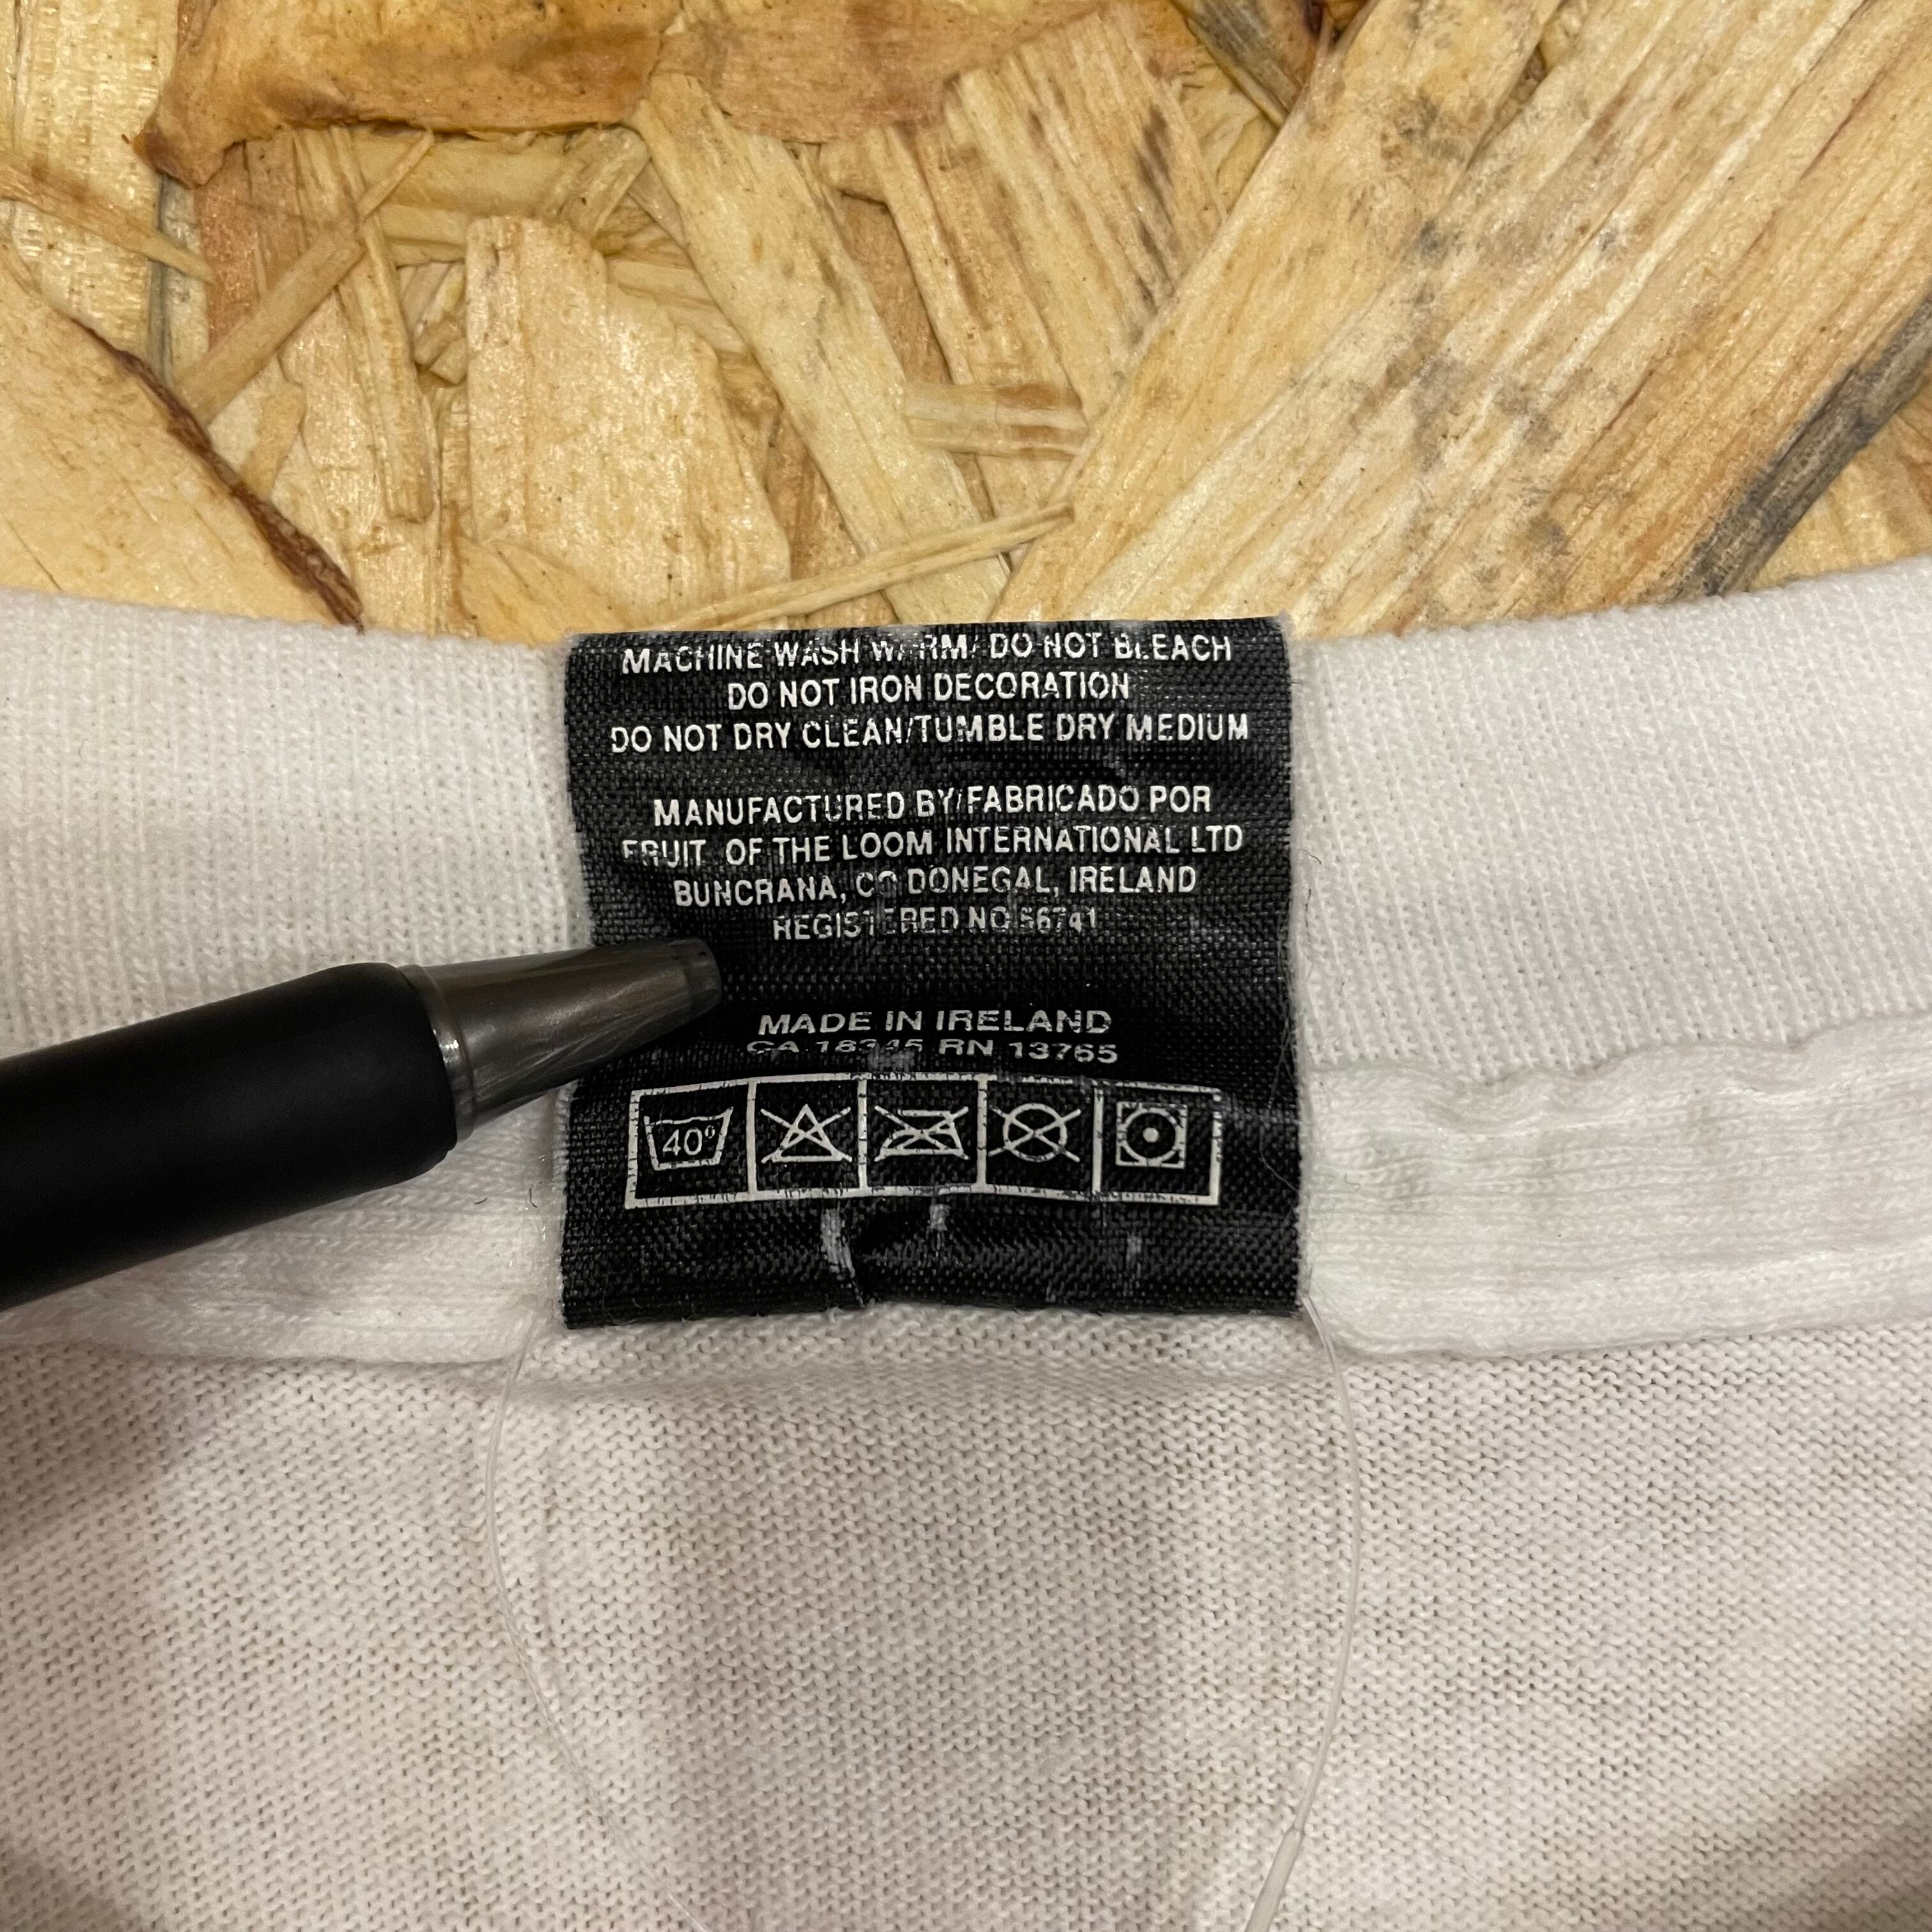 MACHINE WASH WARM/ DO NOT BLEACH
DO NOT IRON DECORATION
DO NOT DRY CLEAN/TUMBLE DRY MEDIUM
MANUFACTURED BY/FABRICADO POR
FRUIT OF THE LOOM INTERNATIONAL LTD
BUNCRANA, CO DONEGAL, IRELAND
REGISTERED NO 66741
MADE IN IRELAND
CA 18345 RN 13765
40°